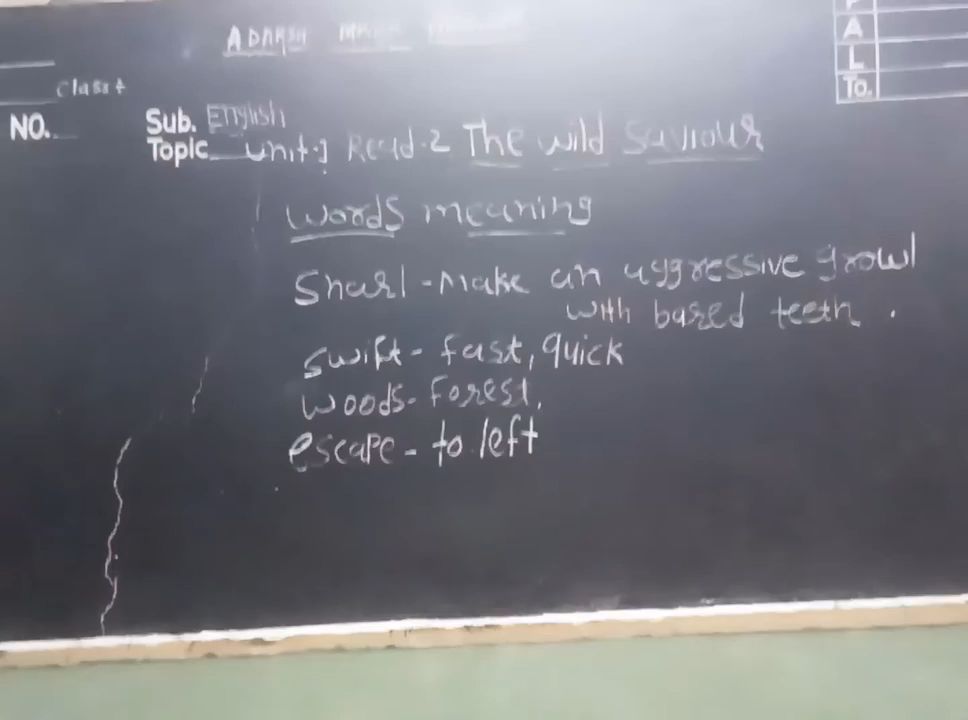 ADARSH
P
A
L
To.
Class
NO.
Sub. English
Topic Unit-1 Read-2 The wild Saviour
Words meaning
Snarl - Make an aggressive growl
with bared teeth.
Swift - fast, quick
Woods - Forest,
escape - to left